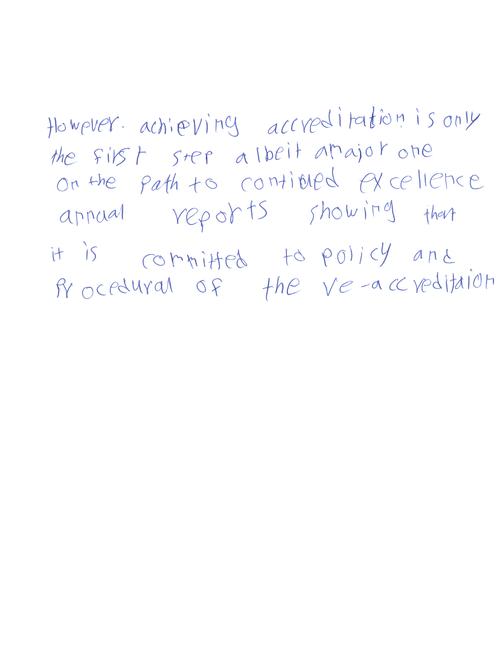 However. achieving accreditation is only
the first step albeit amajor one
on the path to contined excellence
annual reports showing that
it is committed to policy and
Procedural of the re-accreditaion